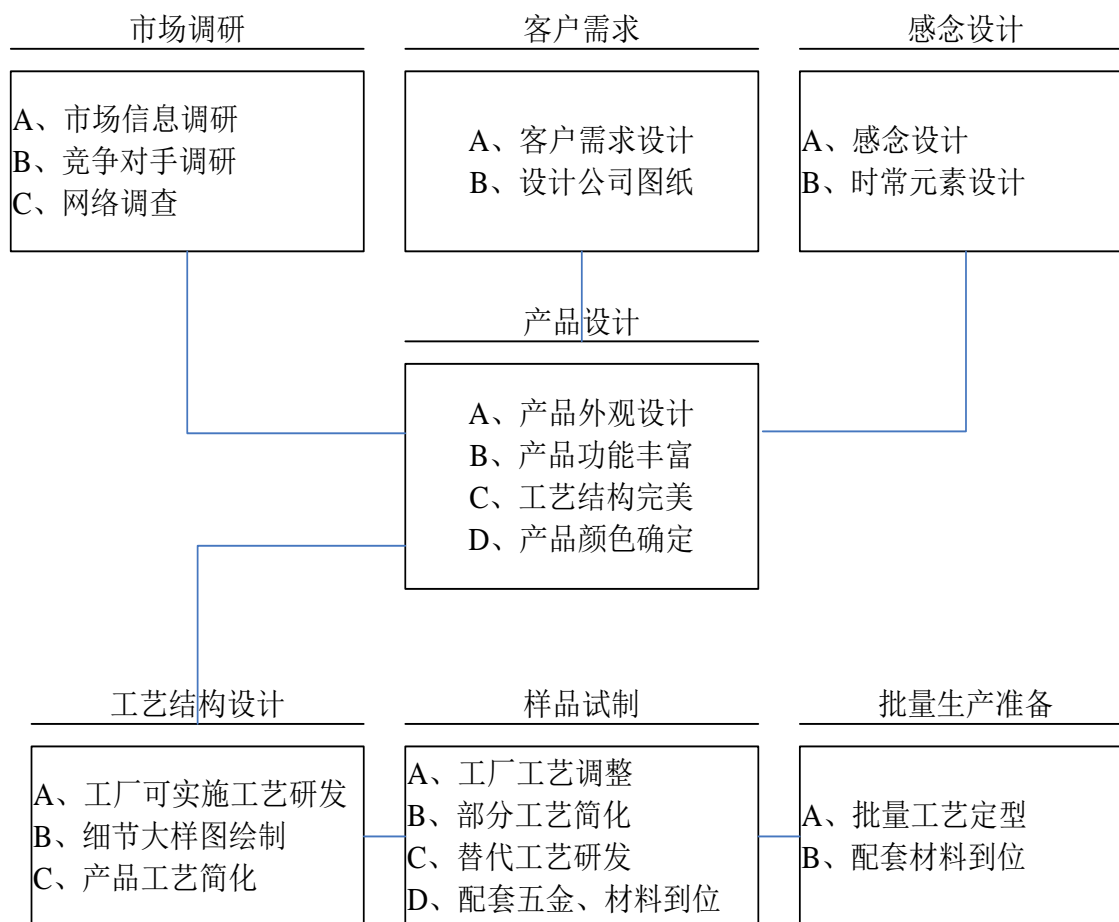 市场调研
A、市场信息调研
B、竞争对手调研
C、网络调查
客户需求
A、客户需求设计
B、设计公司图纸
感念设计
A、感念设计
B、时常元素设计
产品设计
A、产品外观设计
B、产品功能丰富
C、工艺结构完美
D、产品颜色确定
工艺结构设计
A、工厂可实施工艺研发
B、细节大样图绘制
C、产品工艺简化
样品试制
A、工厂工艺调整
B、部分工艺简化
C、替代工艺研发
D、配套五金、材料到位
批量生产准备
A、批量工艺定型
B、配套材料到位